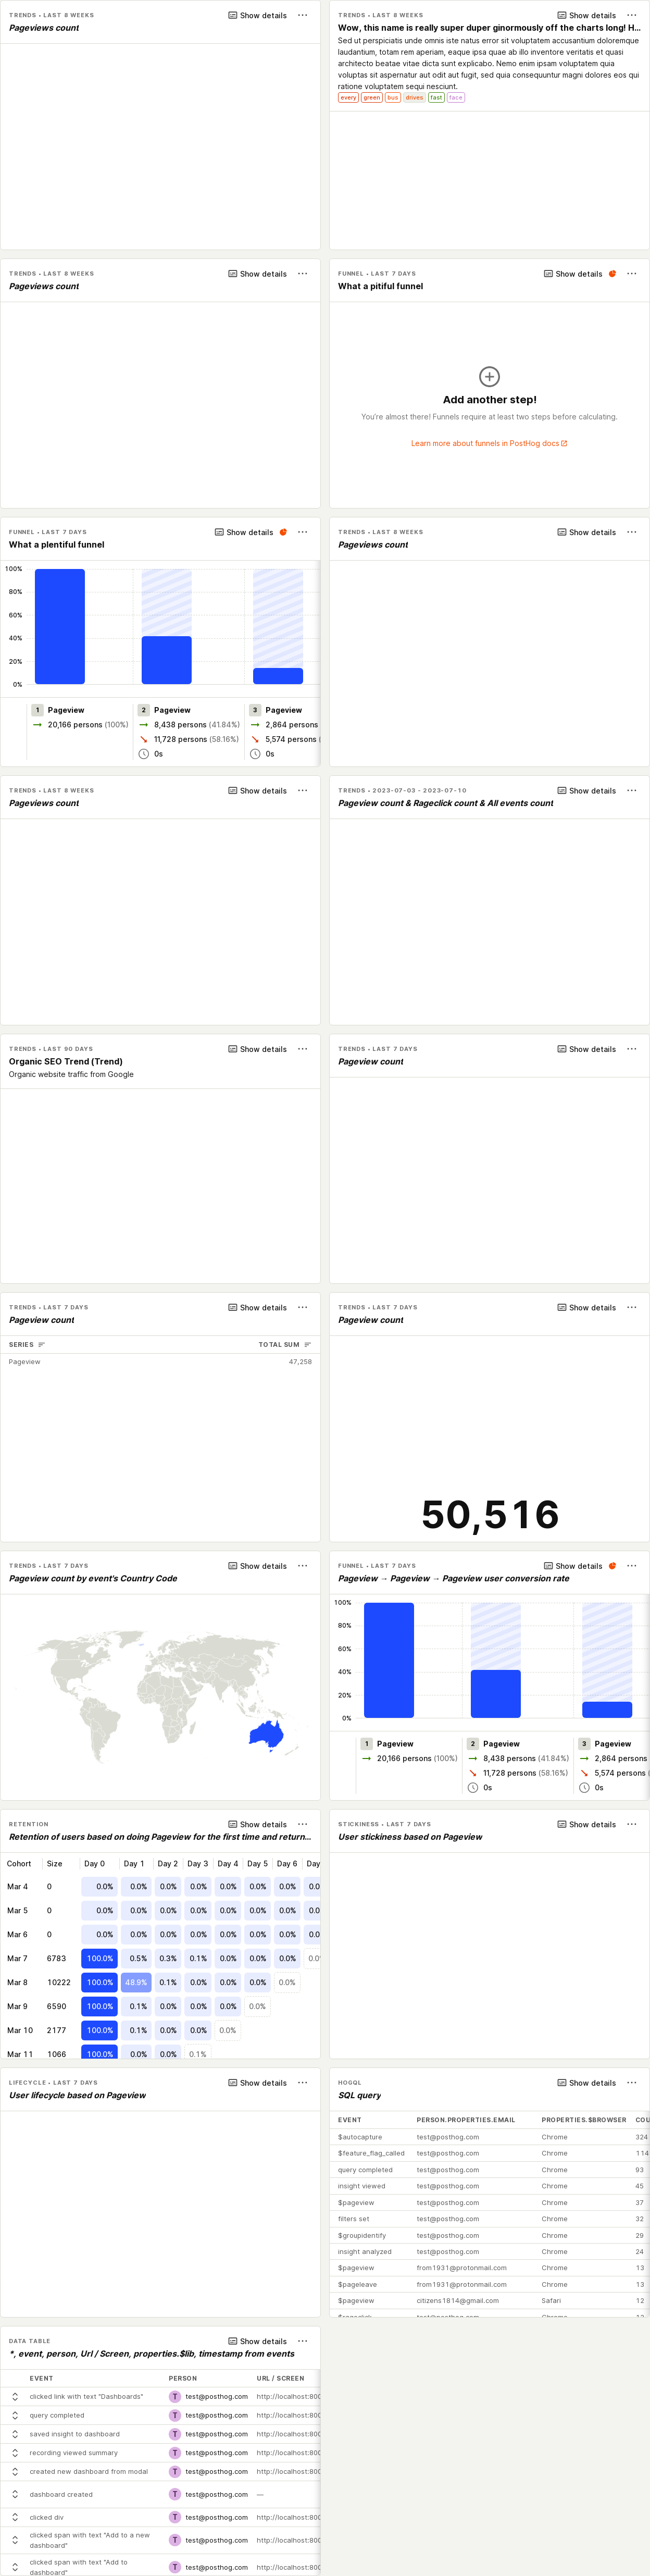 TRENDS • LAST 8 WEEKS
Show details
Pageviews count
TRENDS • LAST 8 WEEKS
Show details
Wow, this name is really super duper ginormously off the charts long! H...
Sed ut perspiciatis unde omnis iste natus error sit voluptatem accusantium doloremque
laudantium, totam rem aperiam, eaque ipsa quae ab illo inventore veritatis et quasi
architecto beatae vitae dicta sunt explicabo. Nemo enim ipsam voluptatem quia
voluptas sit aspernatur aut odit aut fugit, sed quia consequuntur magni dolores eos qui
ratione voluptatem sequi nesciunt.
every green bus drives fast face
TRENDS • LAST 8 WEEKS
Show details
Pageviews count
FUNNEL • LAST 7 DAYS
Show details
What a pitiful funnel
Add another step!
You're almost there! Funnels require at least two steps before calculating.
Learn more about funnels in PostHog docs
FUNNEL • LAST 7 DAYS
Show details
What a plentiful funnel
100%
80%
60%
40%
20%
0%
1 Pageview
20,166 persons (100%)
2 Pageview
8,438 persons (41.84%)
11,728 persons (58.16%)
0s
3 Pageview
2,864 persons
5,574 persons (
0s
TRENDS • LAST 8 WEEKS
Show details
Pageviews count
TRENDS • LAST 8 WEEKS
Show details
Pageviews count
TRENDS • 2023-07-03 - 2023-07-10
Show details
Pageview count & Rageclick count & All events count
TRENDS • LAST 90 DAYS
Show details
Organic SEO Trend (Trend)
Organic website traffic from Google
TRENDS • LAST 7 DAYS
Show details
Pageview count
TRENDS • LAST 7 DAYS
Show details
Pageview count
SERIES TOTAL SUM
Pageview 47,258
TRENDS • LAST 7 DAYS
Show details
Pageview count
50,516
TRENDS • LAST 7 DAYS
Show details
Pageview count by event's Country Code
FUNNEL • LAST 7 DAYS
Show details
Pageview → Pageview → Pageview user conversion rate
100%
80%
60%
40%
20%
0%
1 Pageview
20,166 persons (100%)
2 Pageview
8,438 persons (41.84%)
11,728 persons (58.16%)
0s
3 Pageview
2,864 persons
5,574 persons (
0s
RETENTION
Show details
Retention of users based on doing Pageview for the first time and return...
Cohort Size Day 0 Day 1 Day 2 Day 3 Day 4 Day 5 Day 6 Day
Mar 4 0 0.0% 0.0% 0.0% 0.0% 0.0% 0.0% 0.0% 0.0
Mar 5 0 0.0% 0.0% 0.0% 0.0% 0.0% 0.0% 0.0% 0.0
Mar 6 0 0.0% 0.0% 0.0% 0.0% 0.0% 0.0% 0.0% 0.0
Mar 7 6783 100.0% 0.5% 0.3% 0.1% 0.0% 0.0% 0.0% 0.0
Mar 8 10222 100.0% 48.9% 0.1% 0.0% 0.0% 0.0% 0.0%
Mar 9 6590 100.0% 0.1% 0.0% 0.0% 0.0% 0.0%
Mar 10 2177 100.0% 0.1% 0.0% 0.0% 0.0%
Mar 11 1066 100.0% 0.0% 0.0% 0.1%
STICKINESS • LAST 7 DAYS
Show details
User stickiness based on Pageview
LIFECYCLE • LAST 7 DAYS
Show details
User lifecycle based on Pageview
HOGQL
Show details
SQL query
EVENT PERSON.PROPERTIES.EMAIL PROPERTIES.$BROWSER COU
$autocapture test@posthog.com Chrome 324
$feature_flag_called test@posthog.com Chrome 114
query completed test@posthog.com Chrome 93
insight viewed test@posthog.com Chrome 45
$pageview test@posthog.com Chrome 37
filters set test@posthog.com Chrome 32
$groupidentify test@posthog.com Chrome 29
insight analyzed test@posthog.com Chrome 24
$pageview from1931@protonmail.com Chrome 13
$pageleave from1931@protonmail.com Chrome 13
$pageview citizens1814@gmail.com Safari 12
DATA TABLE
Show details
*, event, person, Url / Screen, properties.$lib, timestamp from events
EVENT PERSON URL / SCREEN
clicked link with text "Dashboards" T test@posthog.com http://localhost:800
query completed T test@posthog.com http://localhost:800
saved insight to dashboard T test@posthog.com http://localhost:800
recording viewed summary T test@posthog.com http://localhost:800
created new dashboard from modal T test@posthog.com http://localhost:800
dashboard created T test@posthog.com —
clicked div T test@posthog.com http://localhost:800
clicked span with text "Add to a new
dashboard" T test@posthog.com http://localhost:800
clicked span with text "Add to
dashboard" T test@posthog.com http://localhost:800